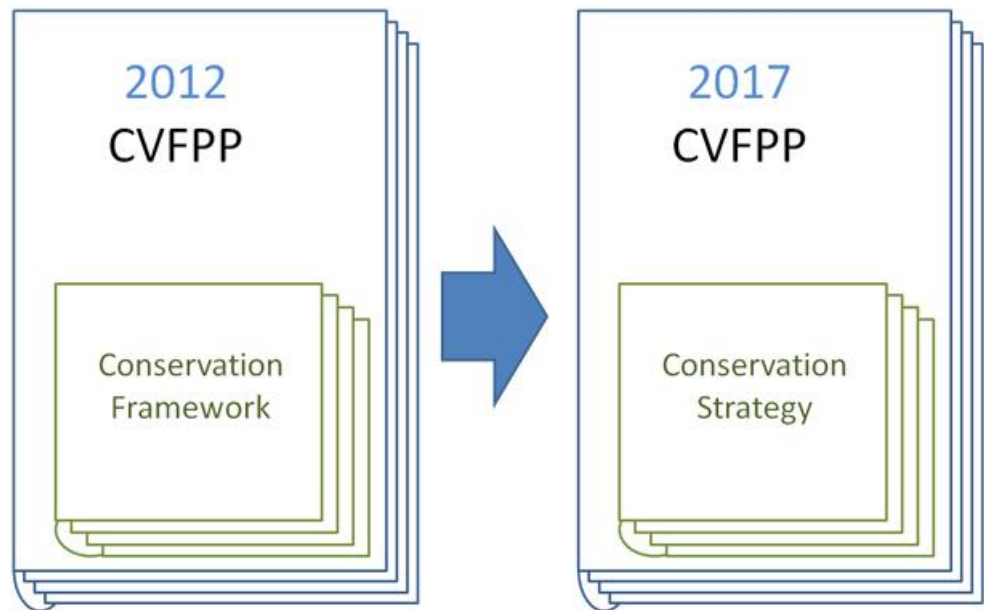 2012
CVFPP
Conservation
Framework
2017
CVFPP
Conservation
Strategy